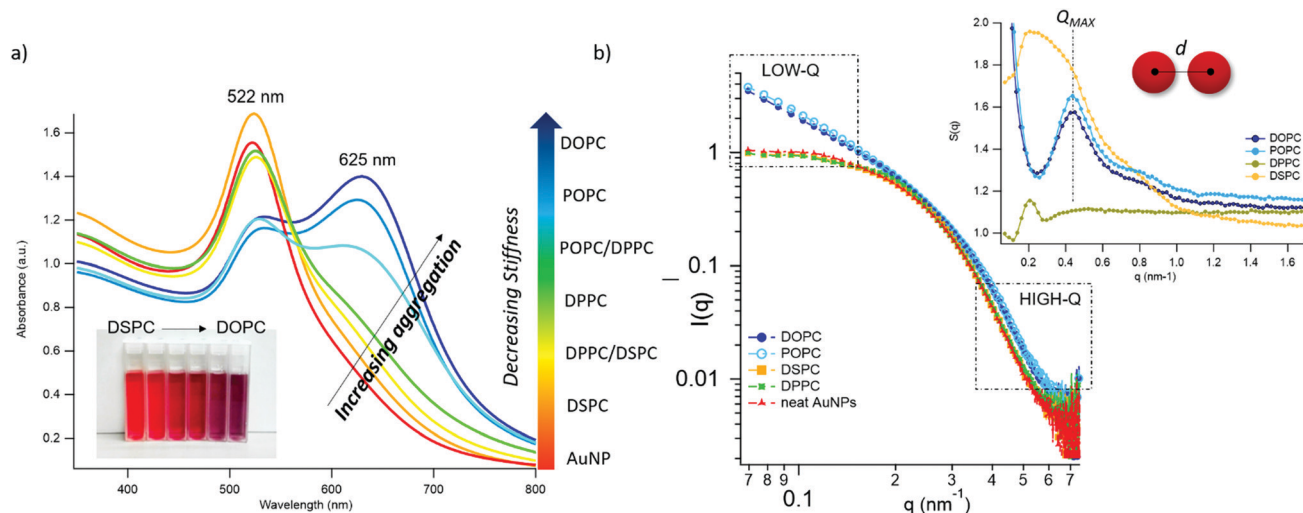 a)
522 nm
625 nm
Absorbance (a.u.)
1.6
1.4
1.2
1.0
0.8
0.6
0.4
0.2
400
500
600
700
800
Wavelength (nm)
DSPC → DOPC
Increasing aggregation
Decreasing Stiffness
DOPC
POPC
POPC/DPPC
DPPC
DPPC/DSPC
DSPC
AuNP
b)
LOW-Q
HIGH-Q
I(q)
1
0.1
0.01
DOPC
POPC
DSPC
DPPC
neat AuNPs
7
8
9
0.1
2
3
4
5
6
7
q (nm⁻¹)
Q MAX
d
S(q)
2.0
1.8
1.6
1.4
1.2
1.0
0.2
0.4
0.6
0.8
1.0
1.2
1.4
1.6
q (nm-1)
DOPC
POPC
DPPC
DSPC